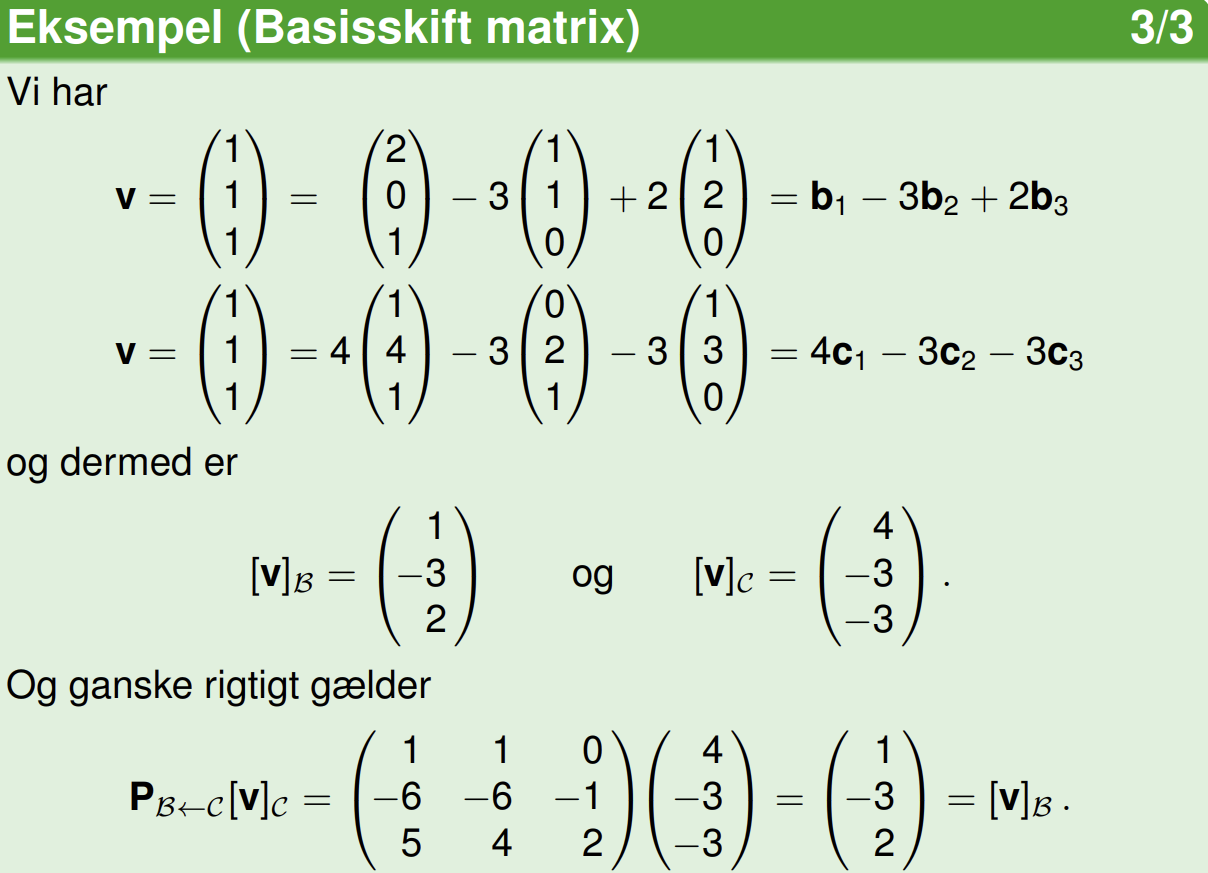 Eksempel (Basisskift matrix) 3/3
Vi har
v = (1 1 1) = (2 0 1) − 3 (1 1 0) + 2 (1 2 0) = b₁ − 3b₂ + 2b₃
v = (1 1 1) = 4 (1 4 1) − 3 (0 2 1) − 3 (1 3 0) = 4c₁ − 3c₂ − 3c₃
og dermed er
[v]_ℬ = (1 −3 2) og [v]_𝒞 = (4 −3 −3) .
Og ganske rigtigt gælder
P_ℬ←𝒞 [v]_𝒞 = (1 1 0 −6 −6 −1 5 4 2) (4 −3 −3) = (1 −3 2) = [v]_ℬ .